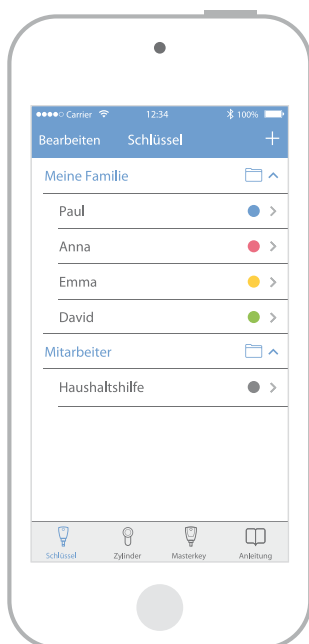 Carrier 12:34 100%
Bearbeiten Schlüssel +
Meine Familie
Paul
Anna
Emma
David
Mitarbeiter
Haushaltshilfe
Schlüssel Zylinder Masterkey Anleitung